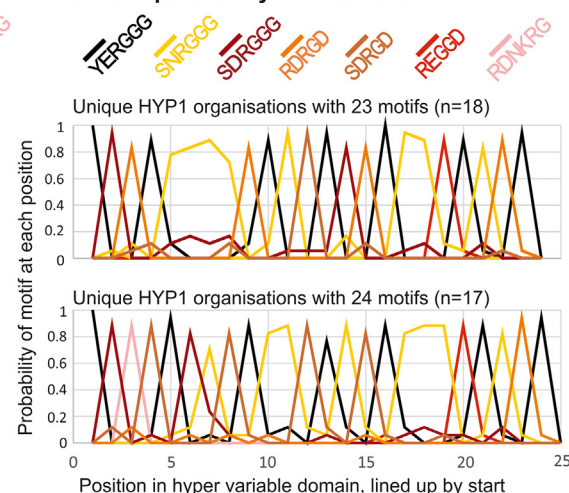 YERGGG SNRGGG SDRGGG RDRGD SDRGD REGGD RDNKRG
Unique HYP1 organisations with 23 motifs (n=18)
1
0.8
0.6
0.4
0.2
0
Unique HYP1 organisations with 24 motifs (n=17)
1
0.8
0.6
0.4
0.2
0
0 5 10 15 20 25
Probability of motif at each position
Position in hyper variable domain, lined up by start